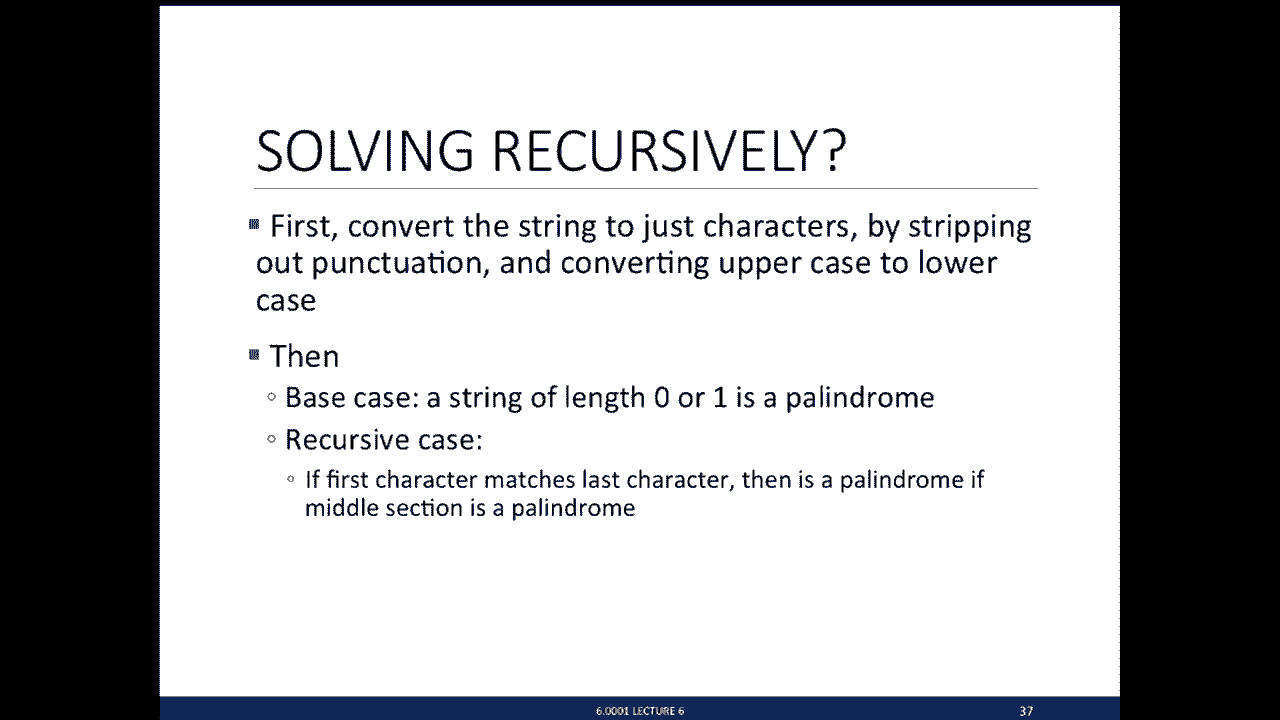 SOLVING RECURSIVELY?
▪ First, convert the string to just characters, by stripping
out punctuation, and converting upper case to lower
case
▪ Then
◦ Base case: a string of length 0 or 1 is a palindrome
◦ Recursive case:
◦ If first character matches last character, then is a palindrome if
middle section is a palindrome
6.0001 LECTURE 6
37